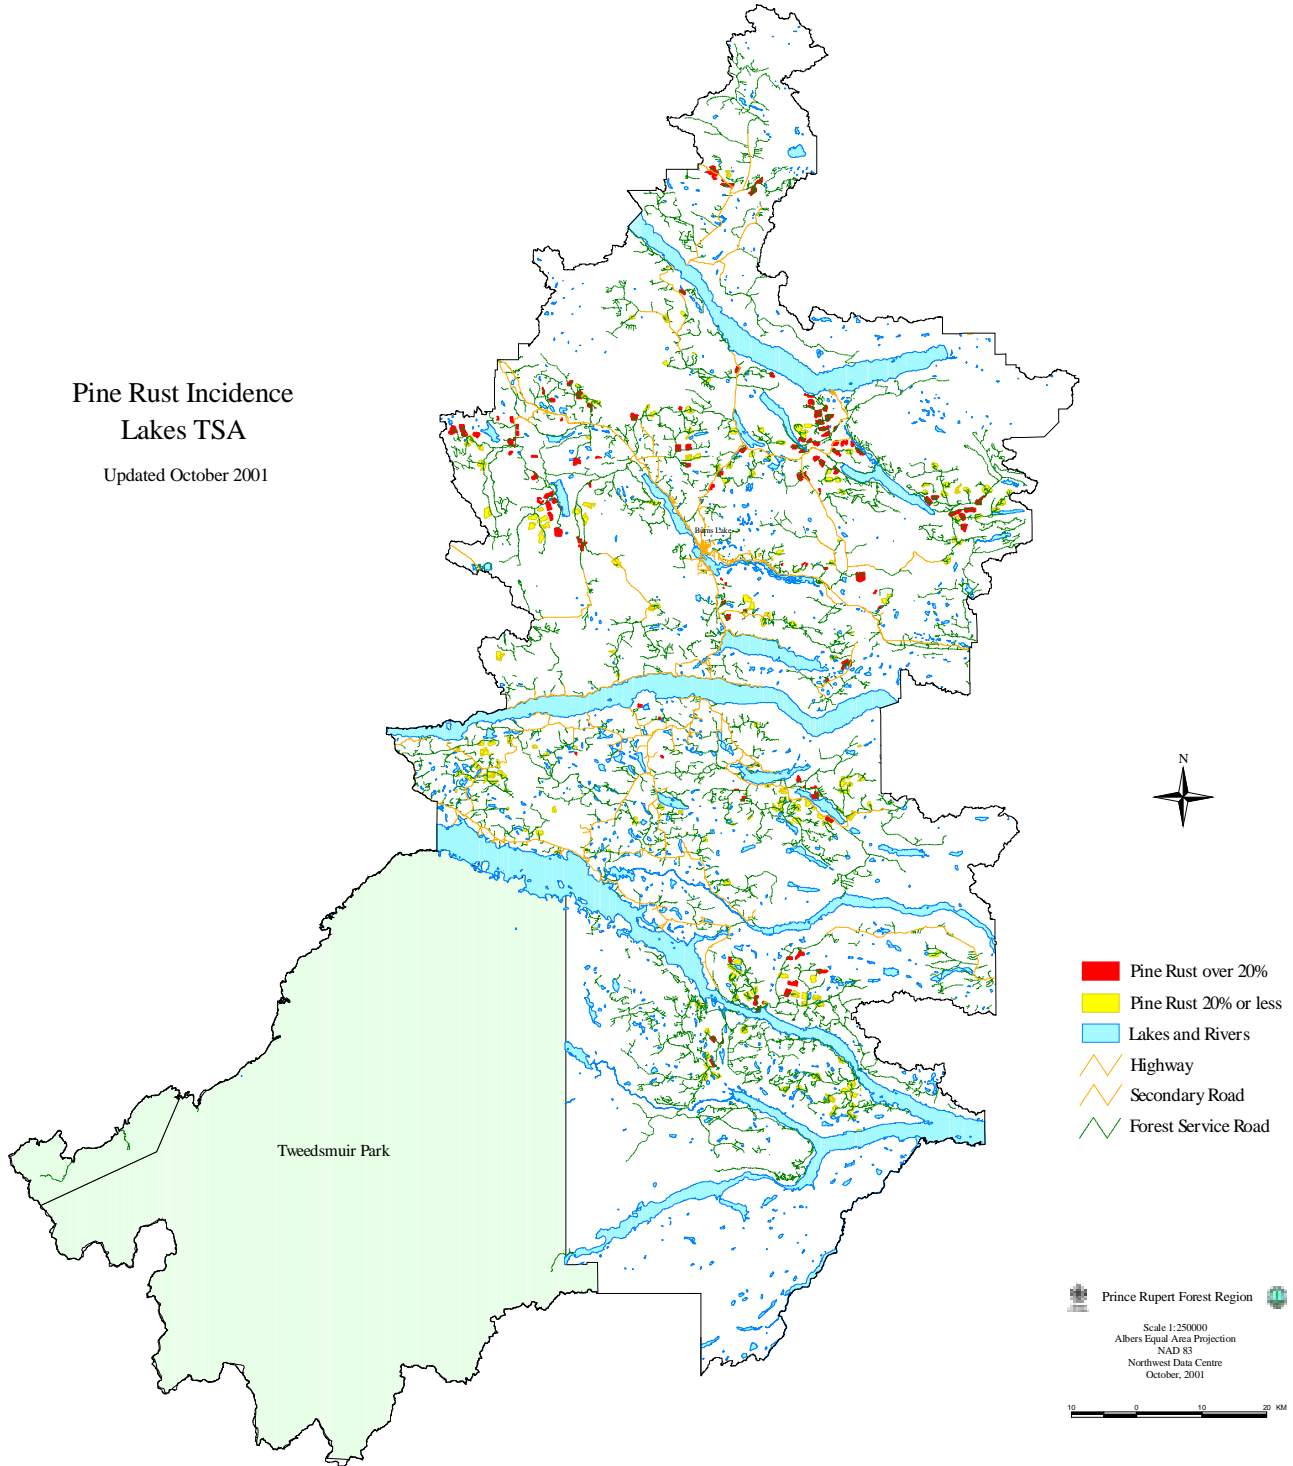 Pine Rust Incidence
Lakes TSA
Updated October 2001
Burns Lake
Tweedsmuir Park
N
Pine Rust over 20%
Pine Rust 20% or less
Lakes and Rivers
Highway
Secondary Road
Forest Service Road
Prince Rupert Forest Region
Scale 1:250000
Albers Equal Area Projection
NAD 83
Northwest Data Centre
October, 2001
10 0 10 20 KM